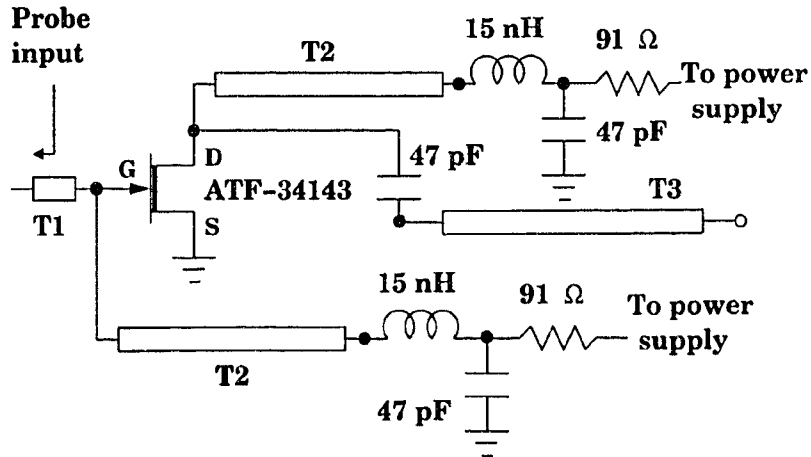 Probe
input
T2
15 nH
91 Ω
To power
supply
47 pF
47 pF
G
D
ATF-34143
S
T1
T3
15 nH
91 Ω
To power
supply
T2
47 pF